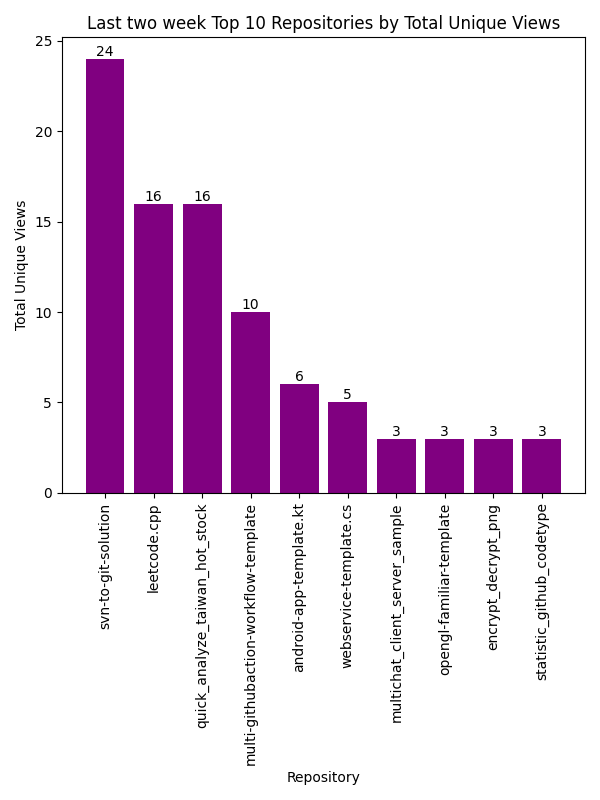 Last two week Top 10 Repositories by Total Unique Views
25
20
15
10
5
0
Total Unique Views
24
16
16
10
6
5
3
3
3
3
svn-to-git-solution
leetcode.cpp
quick_analyze_taiwan_hot_stock
multi-githubaction-workflow-template
android-app-template.kt
webservice-template.cs
multichat_client_server_sample
opengl-familiar-template
encrypt_decrypt_png
statistic_github_codetype
Repository